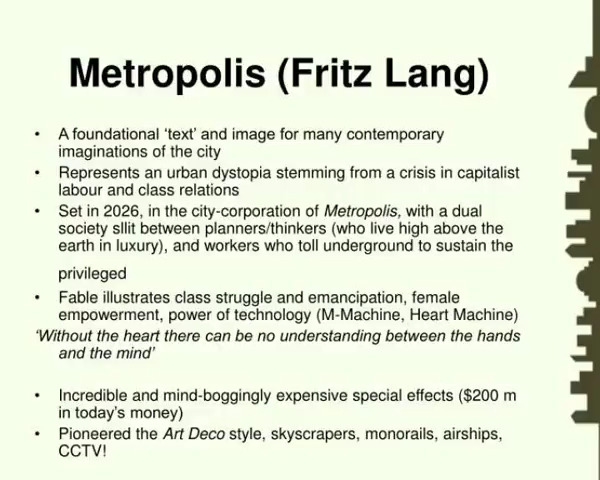 Metropolis (Fritz Lang)
• A foundational ‘text’ and image for many contemporary
imaginations of the city
• Represents an urban dystopia stemming from a crisis in capitalist
labour and class relations
• Set in 2026, in the city-corporation of Metropolis, with a dual
society sllit between planners/thinkers (who live high above the
earth in luxury), and workers who toll underground to sustain the
privileged
• Fable illustrates class struggle and emancipation, female
empowerment, power of technology (M-Machine, Heart Machine)
‘Without the heart there can be no understanding between the hands
and the mind’
• Incredible and mind-boggingly expensive special effects ($200 m
in today’s money)
• Pioneered the Art Deco style, skyscrapers, monorails, airships,
CCTV!